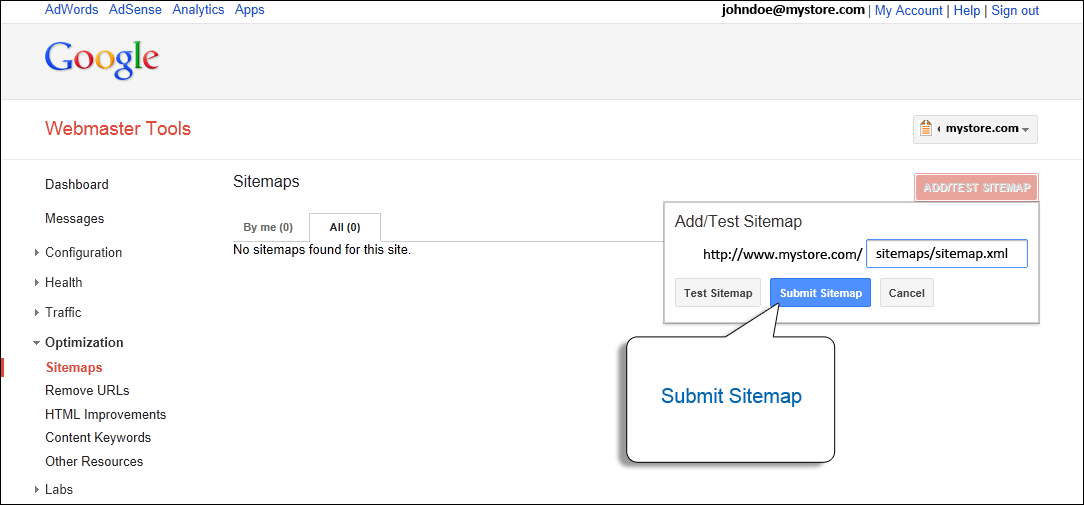 AdWords AdSense Analytics Apps johndoe@mystore.com | My Account | Help | Sign out
Google
Webmaster Tools mystore.com
Dashboard
Messages
Configuration
Health
Traffic
Optimization
Sitemaps
Remove URLs
HTML Improvements
Content Keywords
Other Resources
Labs
Sitemaps
ADD/TEST SITEMAP
By me (0) All (0)
No sitemaps found for this site.
Add/Test Sitemap
http://www.mystore.com/ sitemaps/sitemap.xml
Test Sitemap Submit Sitemap Cancel
Submit Sitemap